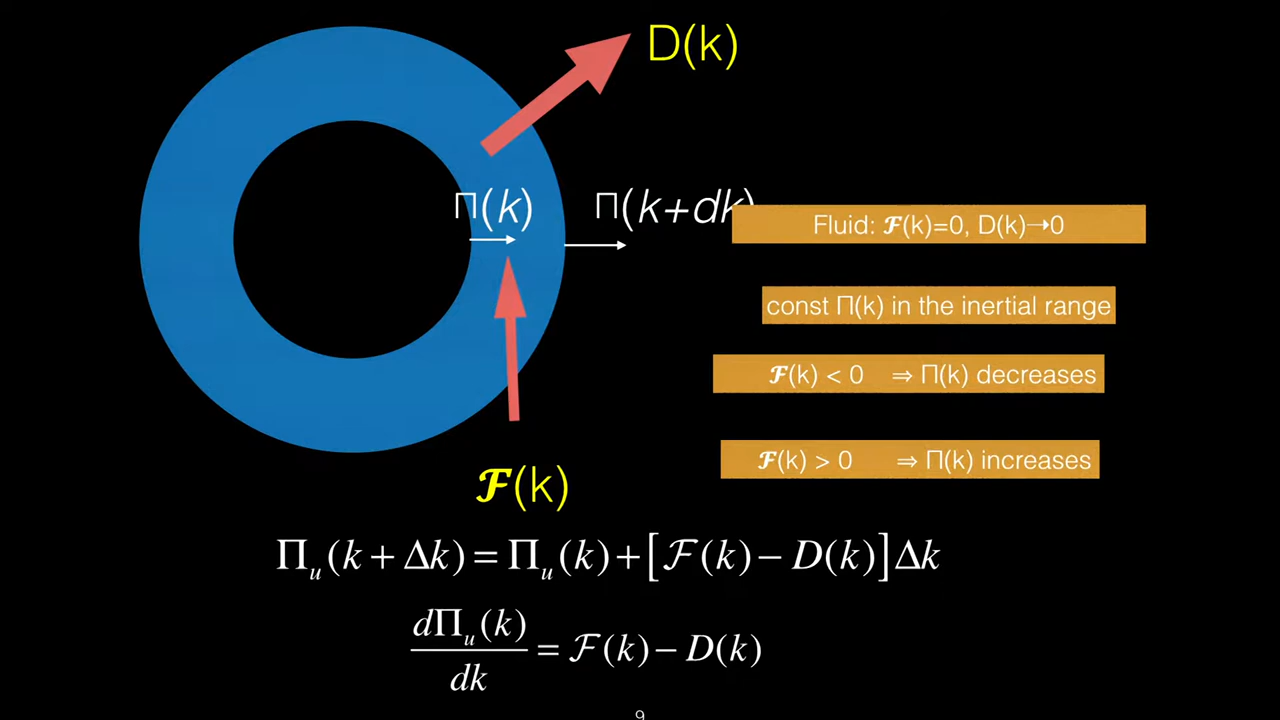 D(k)
Π(k)
Π(k+dk)
Fluid: 𝓕(k)=0, D(k)→0
const Π(k) in the inertial range
𝓕(k) < 0 ⇒ Π(k) decreases
𝓕(k) > 0 ⇒ Π(k) increases
𝓕(k)
Πᵤ(k + Δk) = Πᵤ(k) + [𝓕(k) − D(k)]Δk
dΠᵤ(k)
dk
= 𝓕(k) − D(k)
9